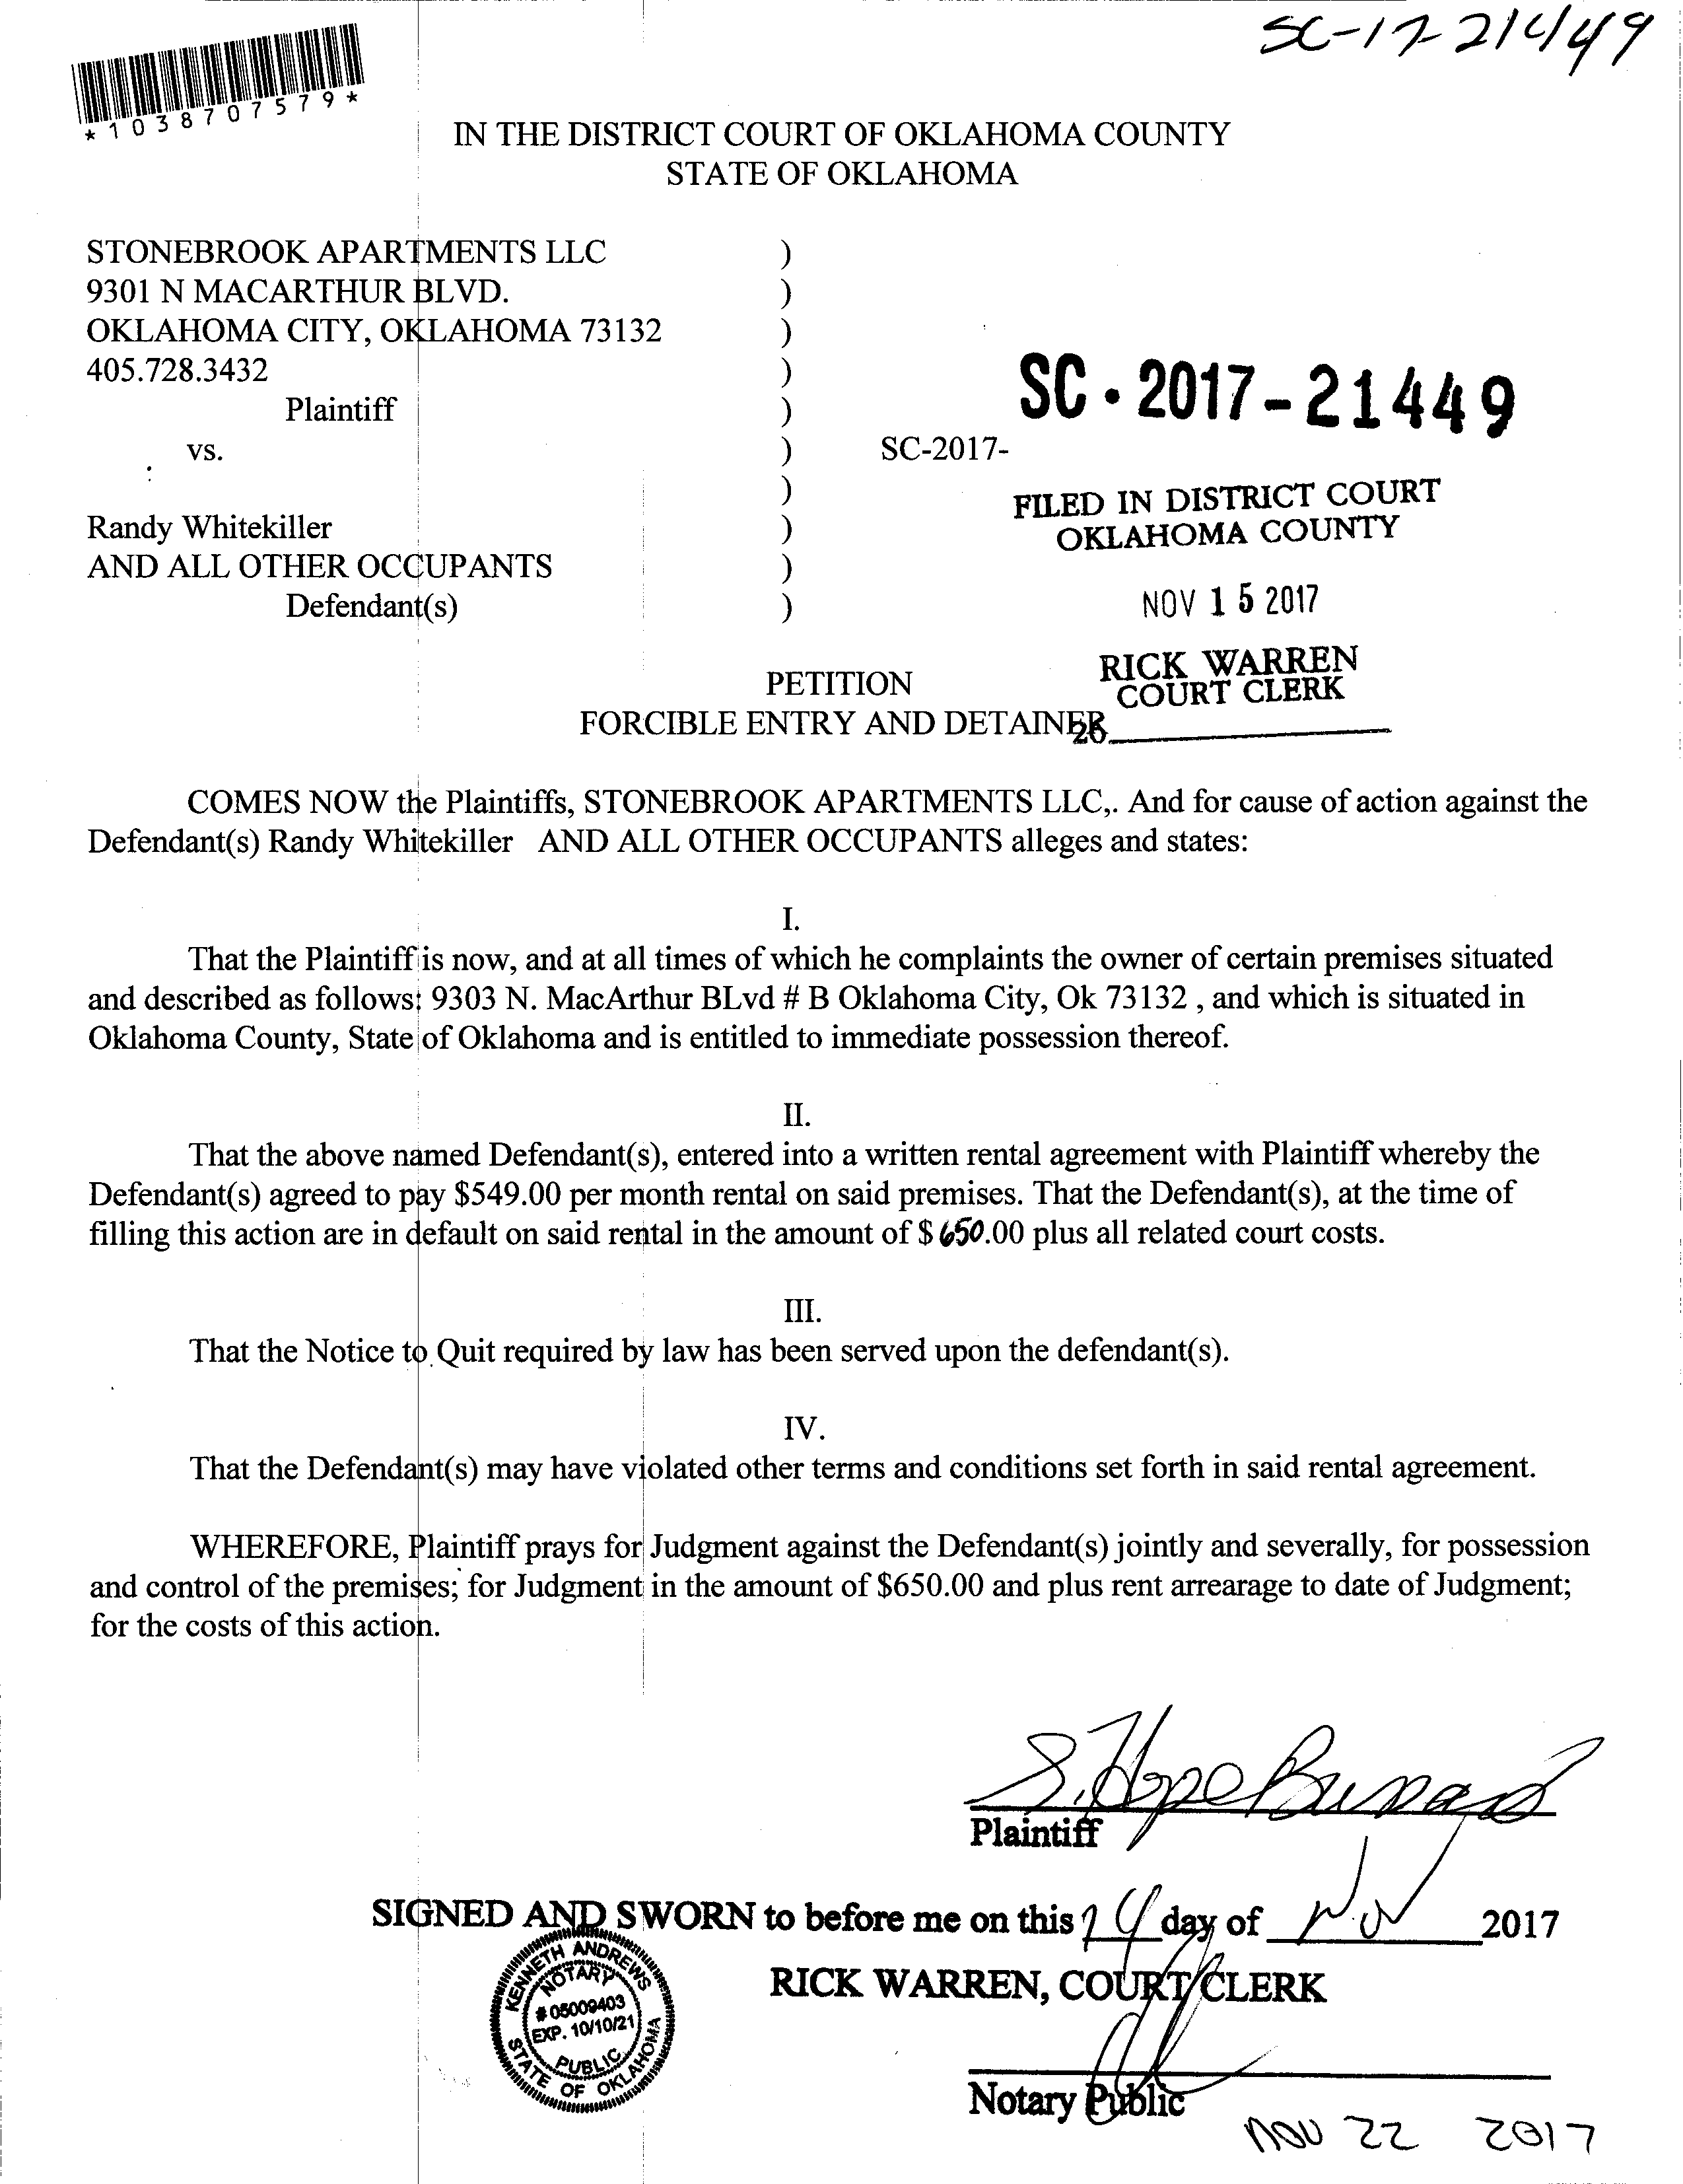 SC-17-21449
*1038707579*
IN THE DISTRICT COURT OF OKLAHOMA COUNTY
STATE OF OKLAHOMA
STONEBROOK APARTMENTS LLC )
9301 N MACARTHUR BLVD. )
OKLAHOMA CITY, OKLAHOMA 73132 )
405.728.3432 )
SC·2017-21449
Plaintiff )
vs. ) SC-2017-
)
FILED IN DISTRICT COURT
OKLAHOMA COUNTY
Randy Whitekiller )
AND ALL OTHER OCCUPANTS )
Defendant(s) )
NOV 15 2017
RICK WARREN
COURT CLERK
PETITION
FORCIBLE ENTRY AND DETAINER
26
COMES NOW the Plaintiffs, STONEBROOK APARTMENTS LLC,. And for cause of action against the
Defendant(s) Randy Whitekiller AND ALL OTHER OCCUPANTS alleges and states:
I.
That the Plaintiff is now, and at all times of which he complaints the owner of certain premises situated
and described as follows: 9303 N. MacArthur BLvd # B Oklahoma City, Ok 73132 , and which is situated in
Oklahoma County, State of Oklahoma and is entitled to immediate possession thereof.
II.
That the above named Defendant(s), entered into a written rental agreement with Plaintiff whereby the
Defendant(s) agreed to pay $549.00 per month rental on said premises. That the Defendant(s), at the time of
filling this action are in default on said rental in the amount of $650.00 plus all related court costs.
III.
That the Notice to Quit required by law has been served upon the defendant(s).
IV.
That the Defendant(s) may have violated other terms and conditions set forth in said rental agreement.
WHEREFORE, Plaintiff prays for Judgment against the Defendant(s) jointly and severally, for possession
and control of the premises; for Judgment in the amount of $650.00 and plus rent arrearage to date of Judgment;
for the costs of this action.
S. Hope
Plaintiff
SIGNED AND SWORN to before me on this 14 day of Nov 2017
RICK WARREN, COURT CLERK
KENNETH ANDREWS
NOTARY
# 05009403
EXP. 10/10/21
PUBLIC
STATE OF OKLAHOMA
Notary Public
NOV 22 2017